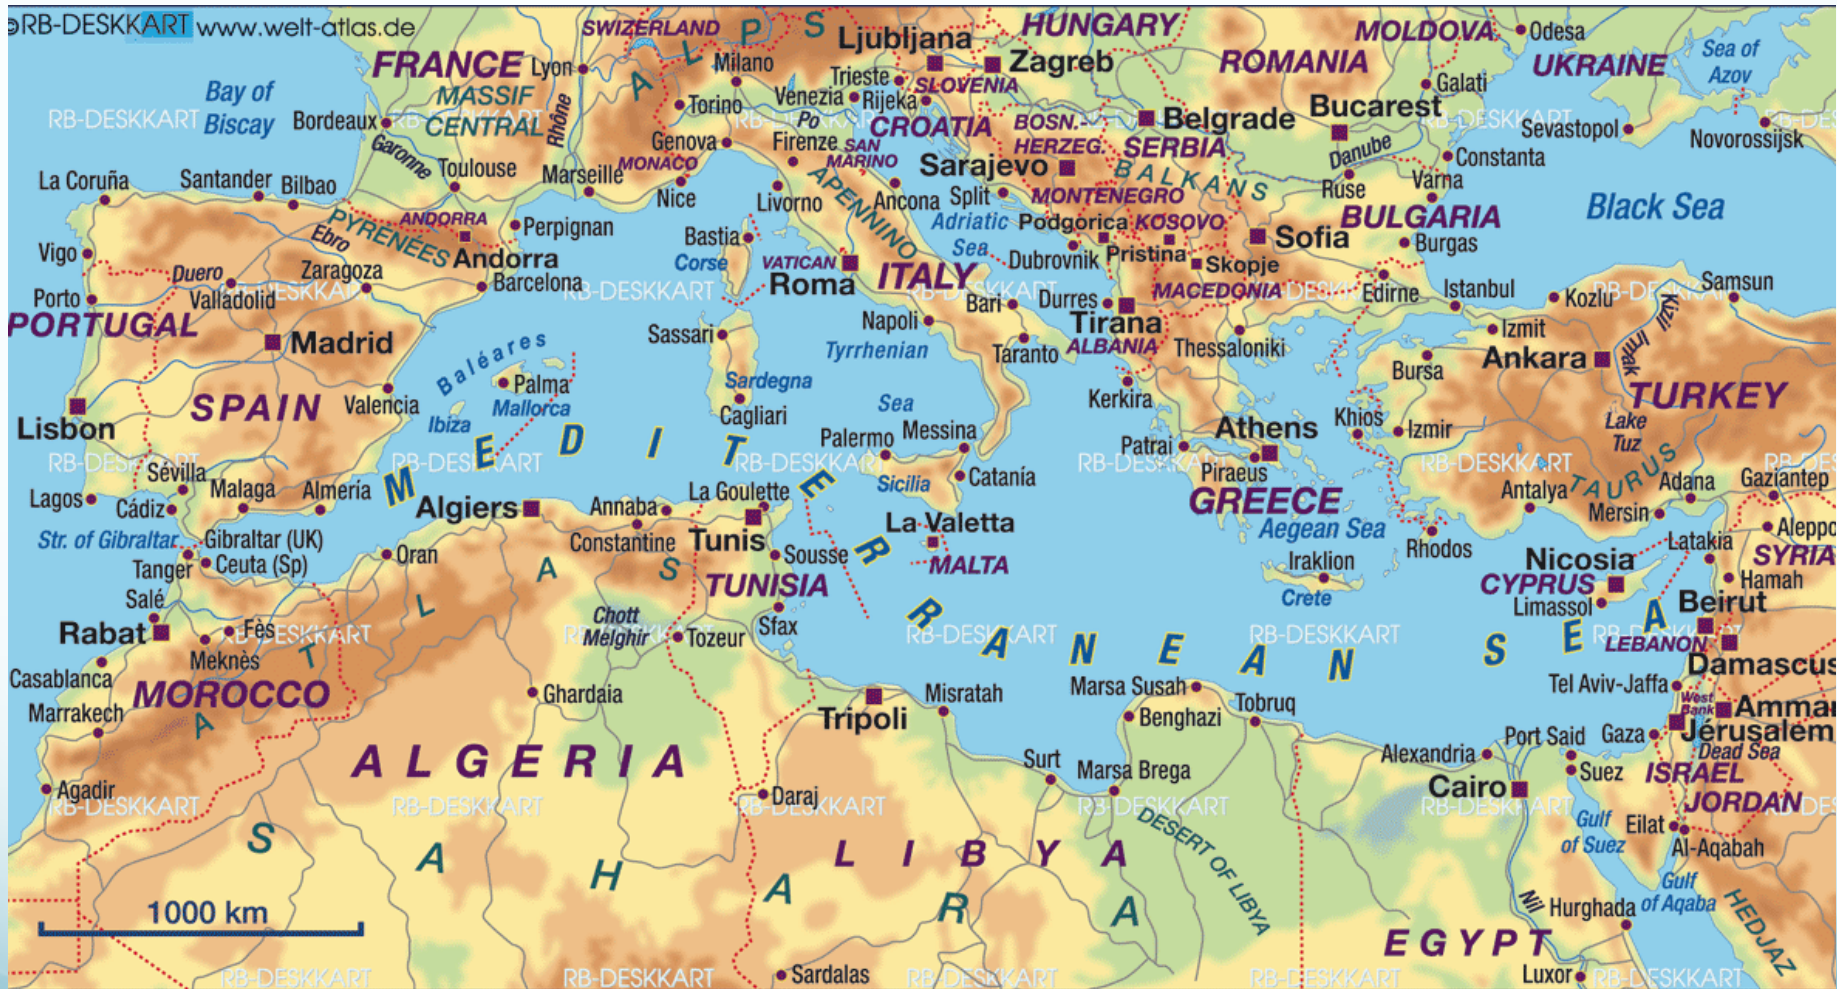 ©RB-DESKKART www.welt-atlas.de
SWIZERLAND
ALPS
HUNGARY
MOLDOVA
Odesa
Ljubljana
Zagreb
ROMANIA
UKRAINE
Sea of
Azov
FRANCE
Lyon
Milano
Trieste
SLOVENIA
Galati
Bay of
Biscay
MASSIF
CENTRAL
Rhône
Torino
Venezia
Rijeka
Po
CROATIA
BOSN.-
HERZEG.
Belgrade
Bucarest
Sevastopol
Novorossijsk
Bordeaux
Garonne
Toulouse
Marseille
MONACO
Nice
Genova
Firenze
SAN
MARINO
Sarajevo
SERBIA
BALKANS
Danube
Ruse
Constanta
Varna
La Coruña
Santander
Bilbao
ANDORRA
PYRÉNÉES
Perpignan
Livorno
APENNINO
Ancona
Split
MONTENEGRO
Adriatic
Sea
Podgorica
KOSOVO
BULGARIA
Black Sea
Vigo
Ebro
Andorra
Bastia
Corse
VATICAN
Roma
ITALY
Dubrovnik
Pristina
Skopje
Sofia
Burgas
Duero
Valladolid
Zaragoza
Barcelona
MACEDONIA
Edirne
Istanbul
Kozlu
Samsun
Porto
PORTUGAL
Madrid
Baléares
Sassari
Napoli
Bari
Durres
Tirana
ALBANIA
Thessaloniki
Izmit
Kizil Irmak
Tyrrhenian
Sea
Taranto
Ankara
Bursa
TURKEY
SPAIN
Valencia
Palma
Mallorca
Ibiza
Sardegna
Cagliari
Kerkira
Lisbon
Palermo
Messina
Patrai
Athens
Piraeus
Khios
Izmir
Lake
Tuz
TAURUS
Sévilla
Malaga
Almería
MEDITERRANEAN SEA
Sicilia
Catanía
GREECE
Antalya
Adana
Mersin
Gaziantep
Lagos
Cádiz
Algiers
Annaba
La Goulette
La Valetta
MALTA
Aegean Sea
Rhodos
Aleppo
Str. of Gibraltar
Gibraltar (UK)
Tanger
Ceuta (Sp)
Oran
Constantine
Tunis
Sousse
Iraklion
Crete
Nicosia
CYPRUS
Limassol
Latakia
SYRIA
Hamah
Salé
Rabat
Fès
Meknès
ATLAS
Chott
Melghir
TUNISIA
Sfax
Tozeur
Beirut
LEBANON
Damascus
Casablanca
MOROCCO
Marrakech
Ghardaia
Tripoli
Misratah
Marsa Susah
Benghazi
Tobruq
Tel Aviv-Jaffa
West
Bank
Amma
Jérusalem
Agadir
ALGERIA
Daraj
Surt
Marsa Brega
Alexandria
Port Said
Gaza
Dead Sea
Cairo
Suez
ISRAEL
JORDAN
SAHARA
LIBYA
DESERT OF LIBYA
Gulf
of Suez
Eilat
Al-Aqabah
Gulf
of Aqaba
HEDJAZ
1000 km
Nil
Hurghada
EGYPT
Sardalas
Luxor
RB-DESKKART